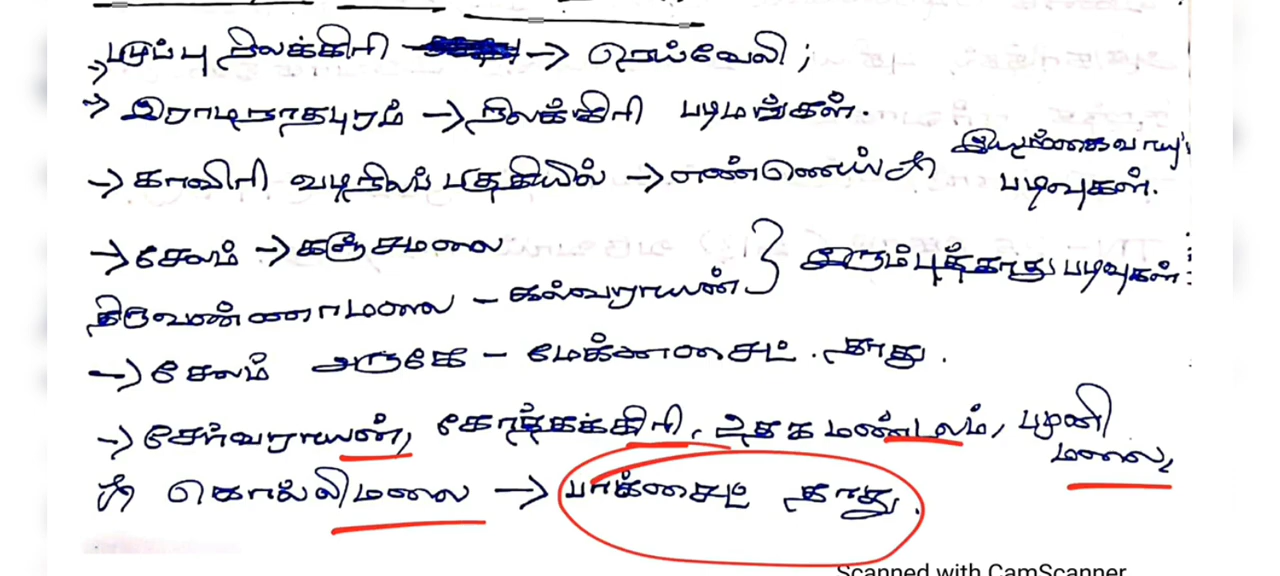 → பழுப்பு நிலக்கிரி → நெய்வேலி;
→ இராமநாதபுரம் → நிலக்கிரி படிமங்கள்.
→ காவிரி வடிநிலப் பகுதியில் → எண்ணெய் & இயற்கைவாயு படிவுகள்.
→ சேலம் → கஞ்சமலை
திருவண்ணாமலை - கல்வராயன் } இரும்புத்தாது படிவுகள்
→ சேலம் அருகே - மேக்னசைட் தாது.
→ சேர்வராயன், கோத்தகிரி, உதகமண்டலம், பழனி மலை,
& கொல்லிமலை → பாக்சைட் தாது.
Scanned with CamScanner